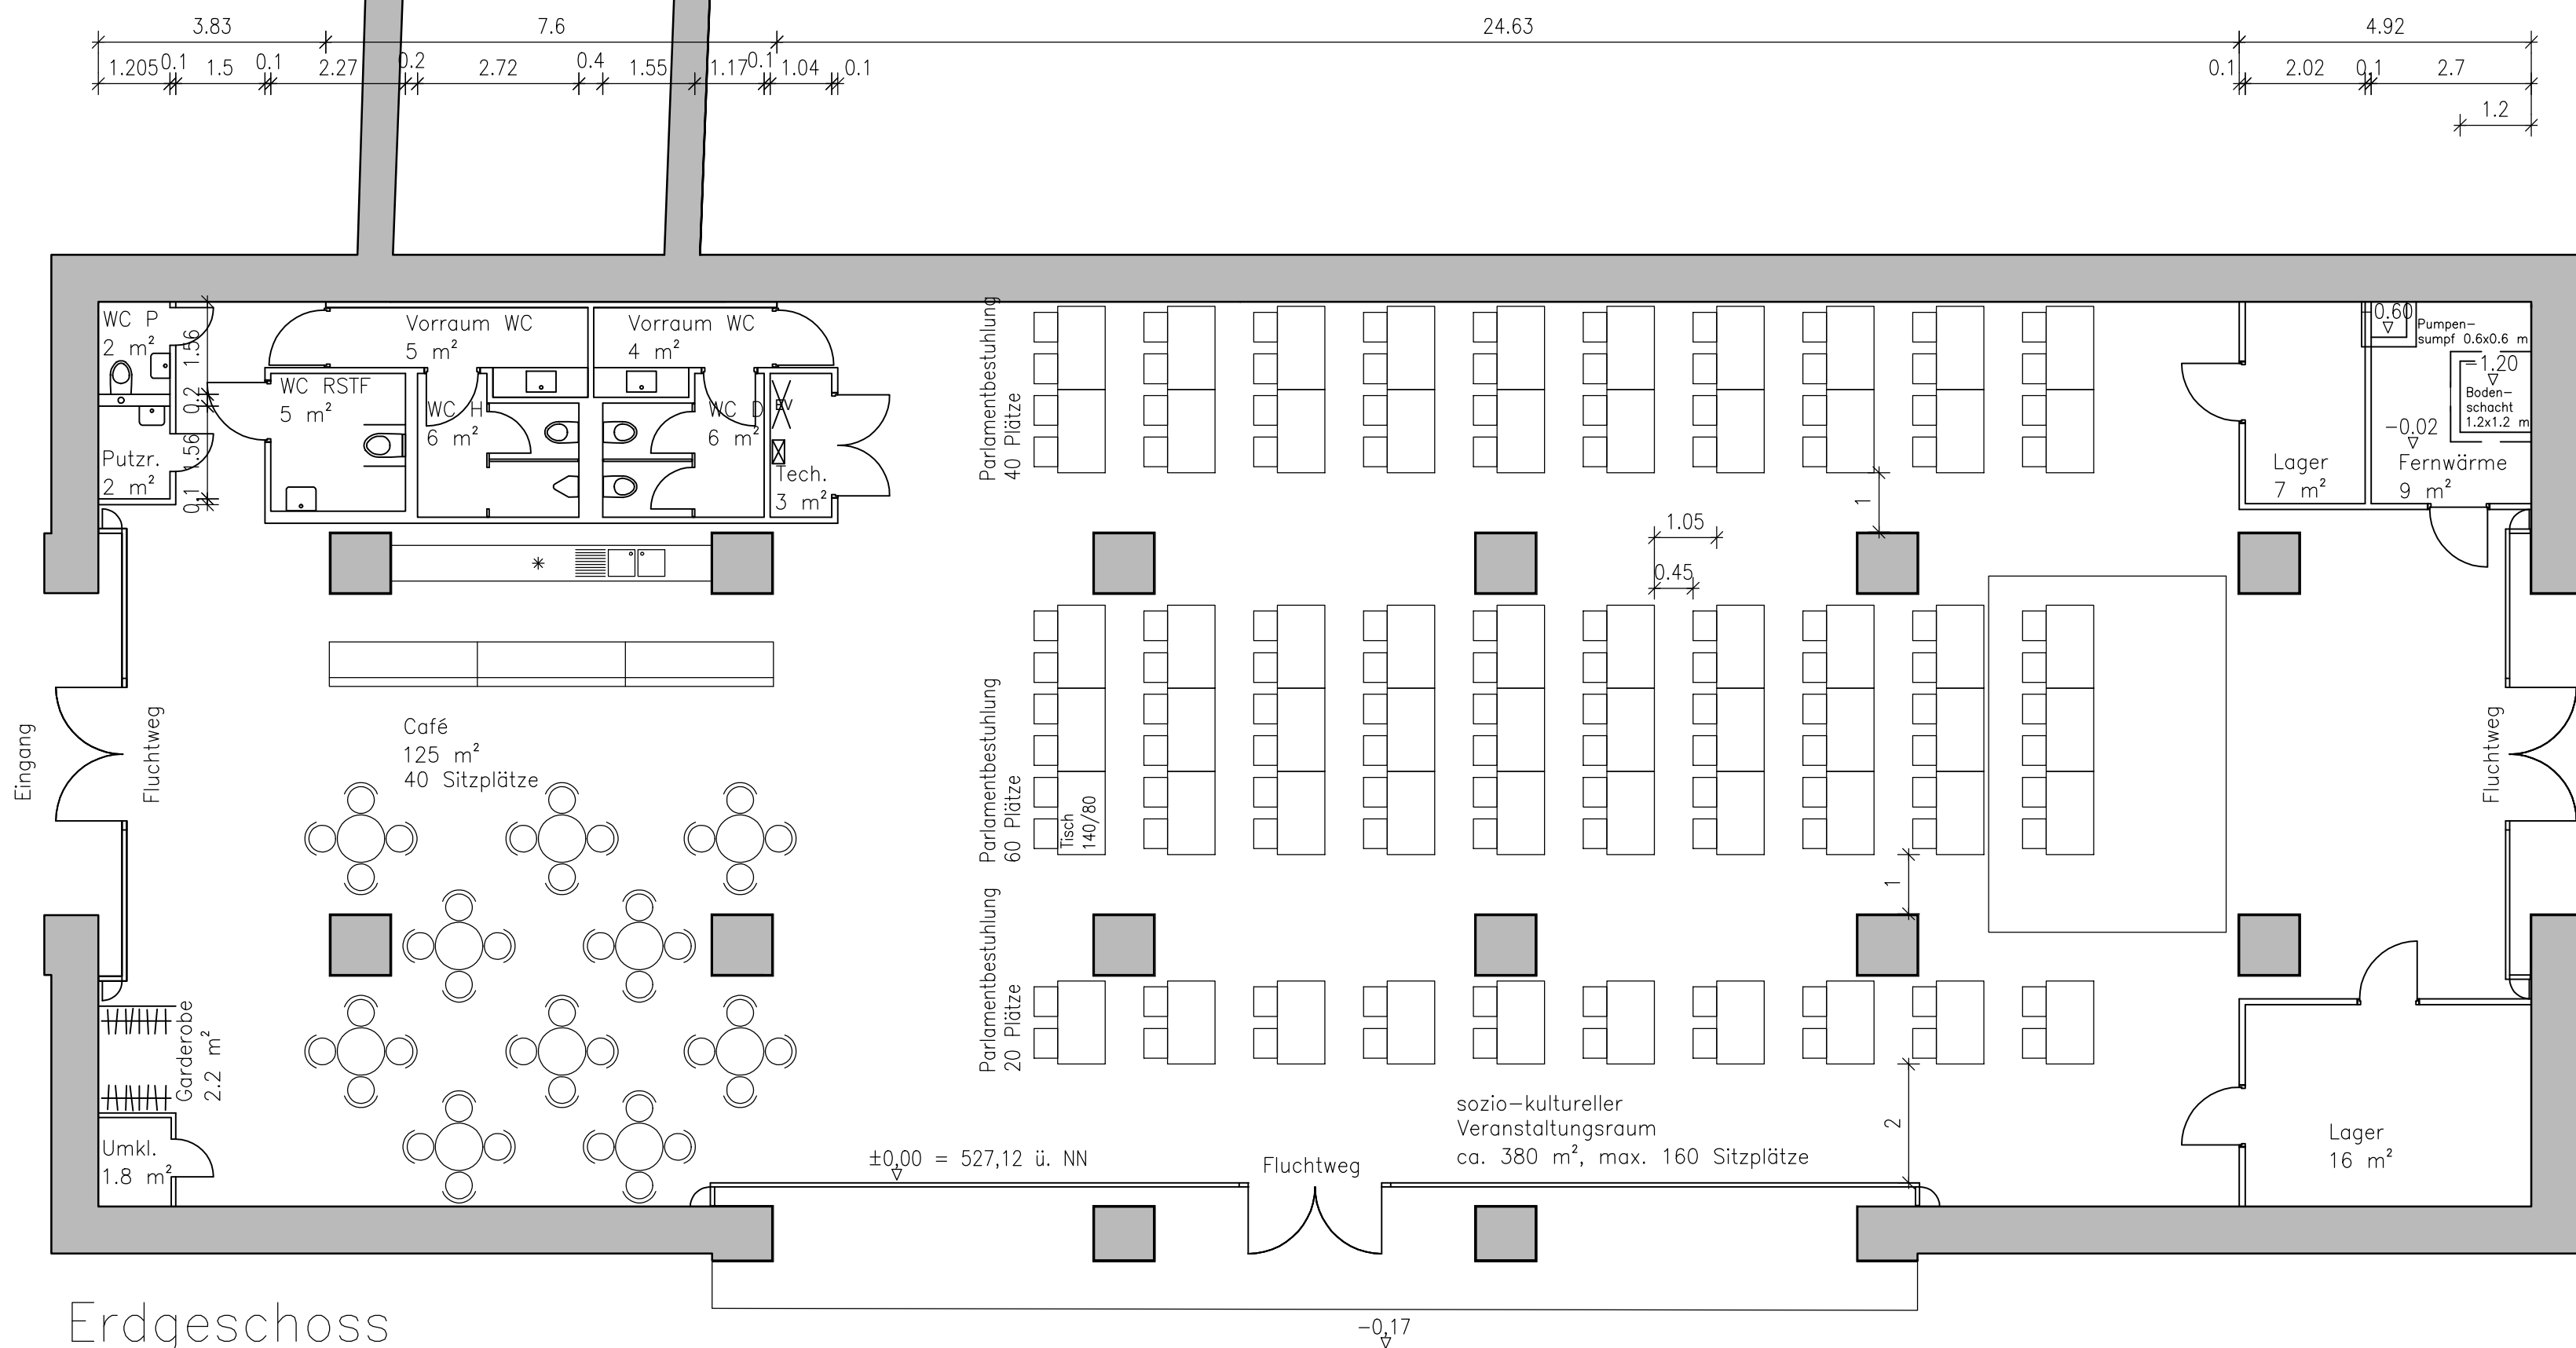 3.83 7.6 24.63 4.92
1.205 0.1 1.5 0.1 2.27 0.2 2.72 0.4 1.55 1.17 0.1 1.04 0.1 0.1 2.02 0.1 2.7
1.2
WC P
2 m²
1.56
0.2
1.56
0.1
Putzr.
2 m²
WC RSTF
5 m²
Vorraum WC
5 m²
Vorraum WC
4 m²
WC H
6 m²
WC D
6 m²
EV
Tech.
3 m²
Parlamentbestuhlung
40 Plätze
1
1.05
0.45
Lager
7 m²
0.60
Pumpen-
sumpf 0.6x0.6 m
-1.20
Boden-
schacht
1.2x1.2 m
-0.02
Fernwärme
9 m²
Eingang
Fluchtweg
Café
125 m²
40 Sitzplätze
Parlamentbestuhlung
60 Plätze
Tisch
140/80
1
Fluchtweg
Garderobe
2.2 m²
Umkl.
1.8 m²
Parlamentbestuhlung
20 Plätze
±0,00 = 527,12 ü. NN
Fluchtweg
sozio-kultureller
Veranstaltungsraum
ca. 380 m², max. 160 Sitzplätze
2
Lager
16 m²
Erdgeschoss
-0,17